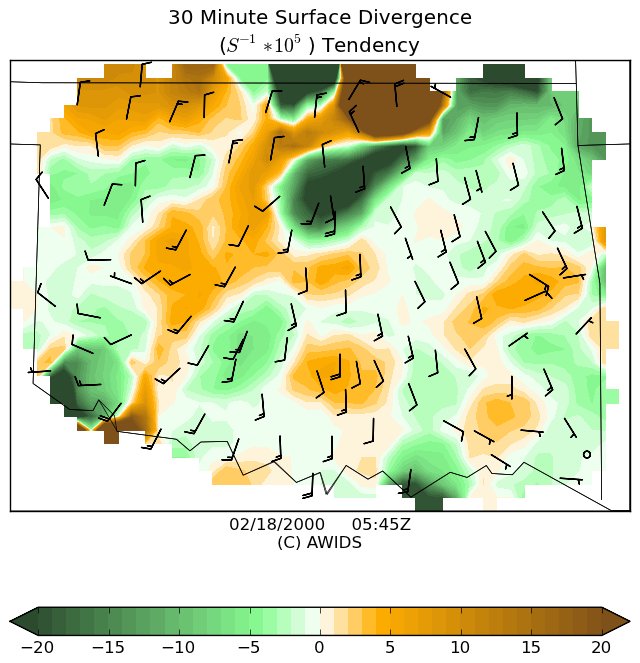 30 Minute Surface Divergence
(S⁻¹ * 10⁵ ) Tendency
02/18/2000 05:45Z
(C) AWIDS
−20 −15 −10 −5 0 5 10 15 20